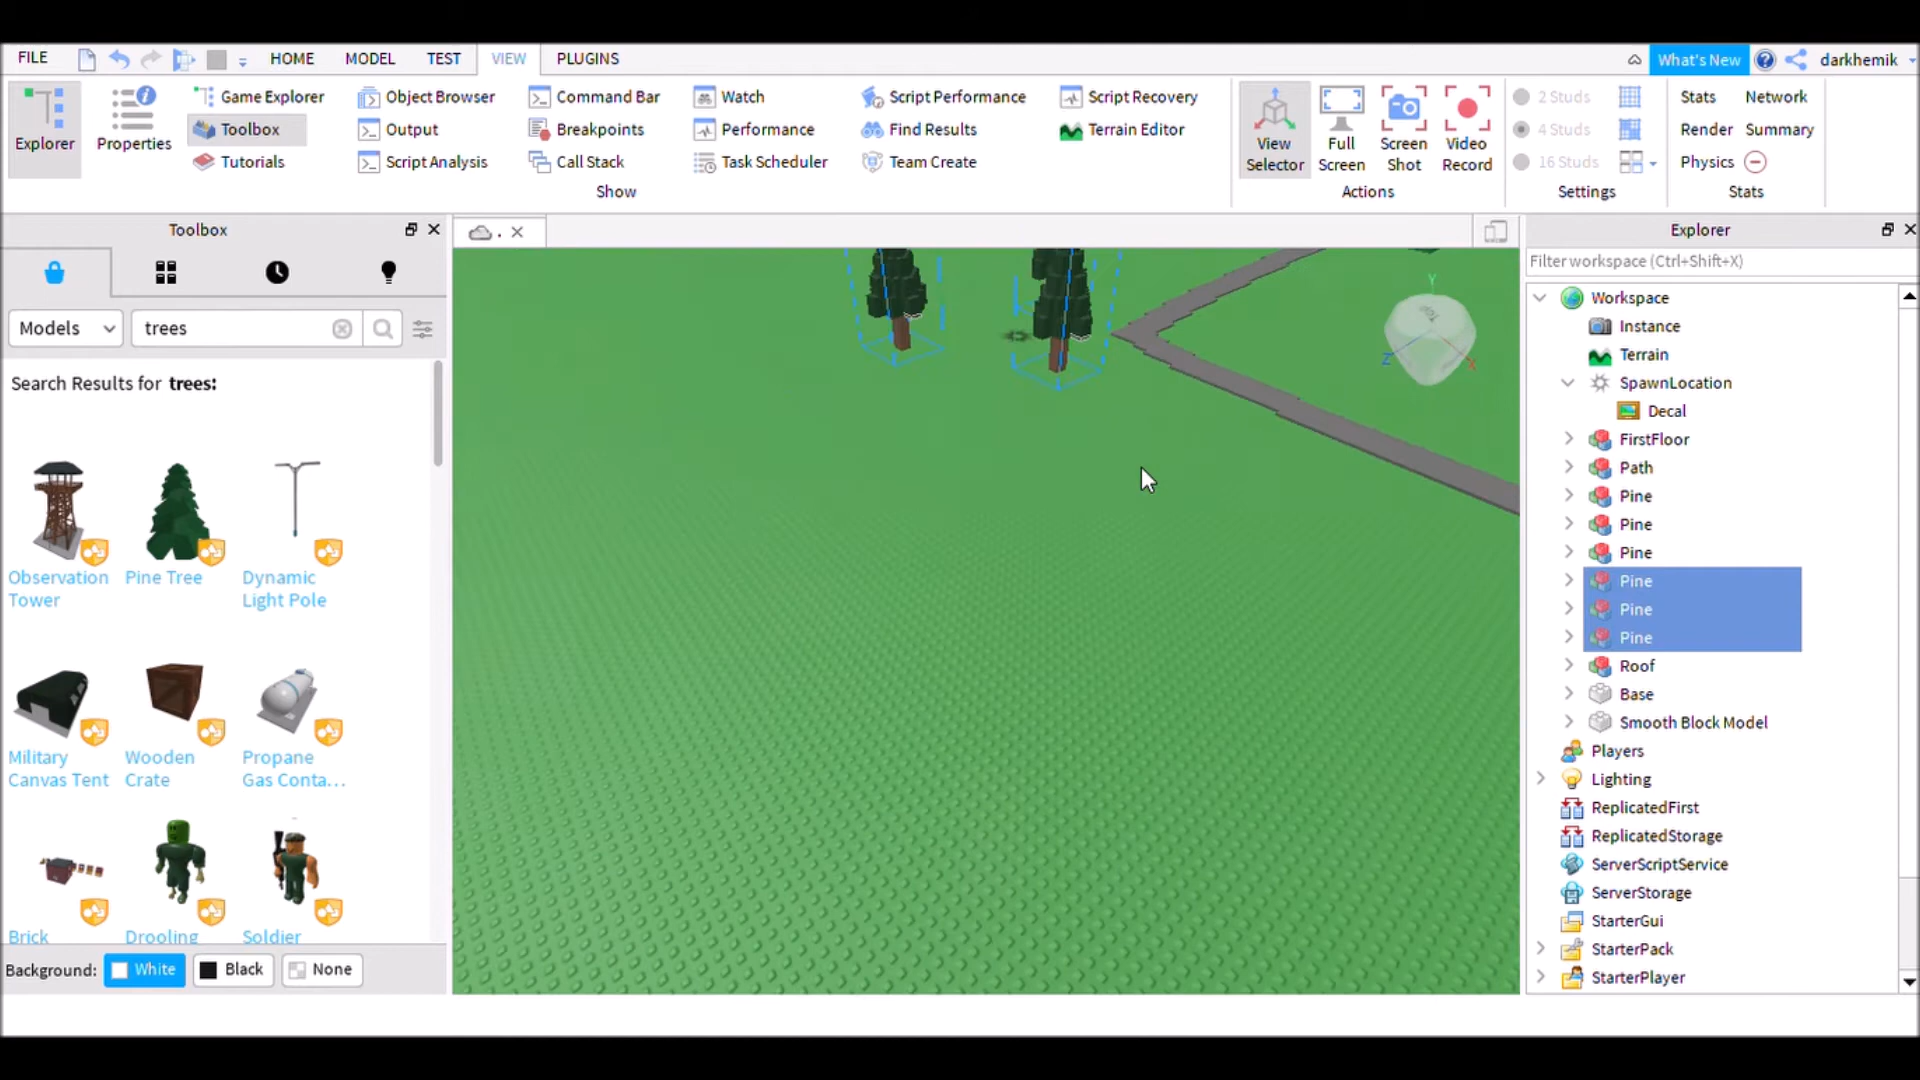 FILE HOME MODEL TEST VIEW PLUGINS What's New darkhemik
Explorer
Properties
Game Explorer
Toolbox
Tutorials
Object Browser
Output
Script Analysis
Command Bar
Breakpoints
Call Stack
Watch
Performance
Task Scheduler
Script Performance
Find Results
Team Create
Script Recovery
Terrain Editor
Show
View
Selector
Full
Screen
Screen
Shot
Video
Record
Actions
2 Studs
4 Studs
16 Studs
Settings
Stats Network
Render Summary
Physics
Stats
Toolbox
Models
trees
Search Results for trees:
Observation
Tower
Pine Tree
Dynamic
Light Pole
Military
Canvas Tent
Wooden
Crate
Propane
Gas Conta...
Brick
Drooling
Soldier
Background: White Black None
.
Top
Y
Z
X
Explorer
Filter workspace (Ctrl+Shift+X)
Workspace
Instance
Terrain
SpawnLocation
Decal
FirstFloor
Path
Pine
Pine
Pine
Pine
Pine
Pine
Roof
Base
Smooth Block Model
Players
Lighting
ReplicatedFirst
ReplicatedStorage
ServerScriptService
ServerStorage
StarterGui
StarterPack
StarterPlayer